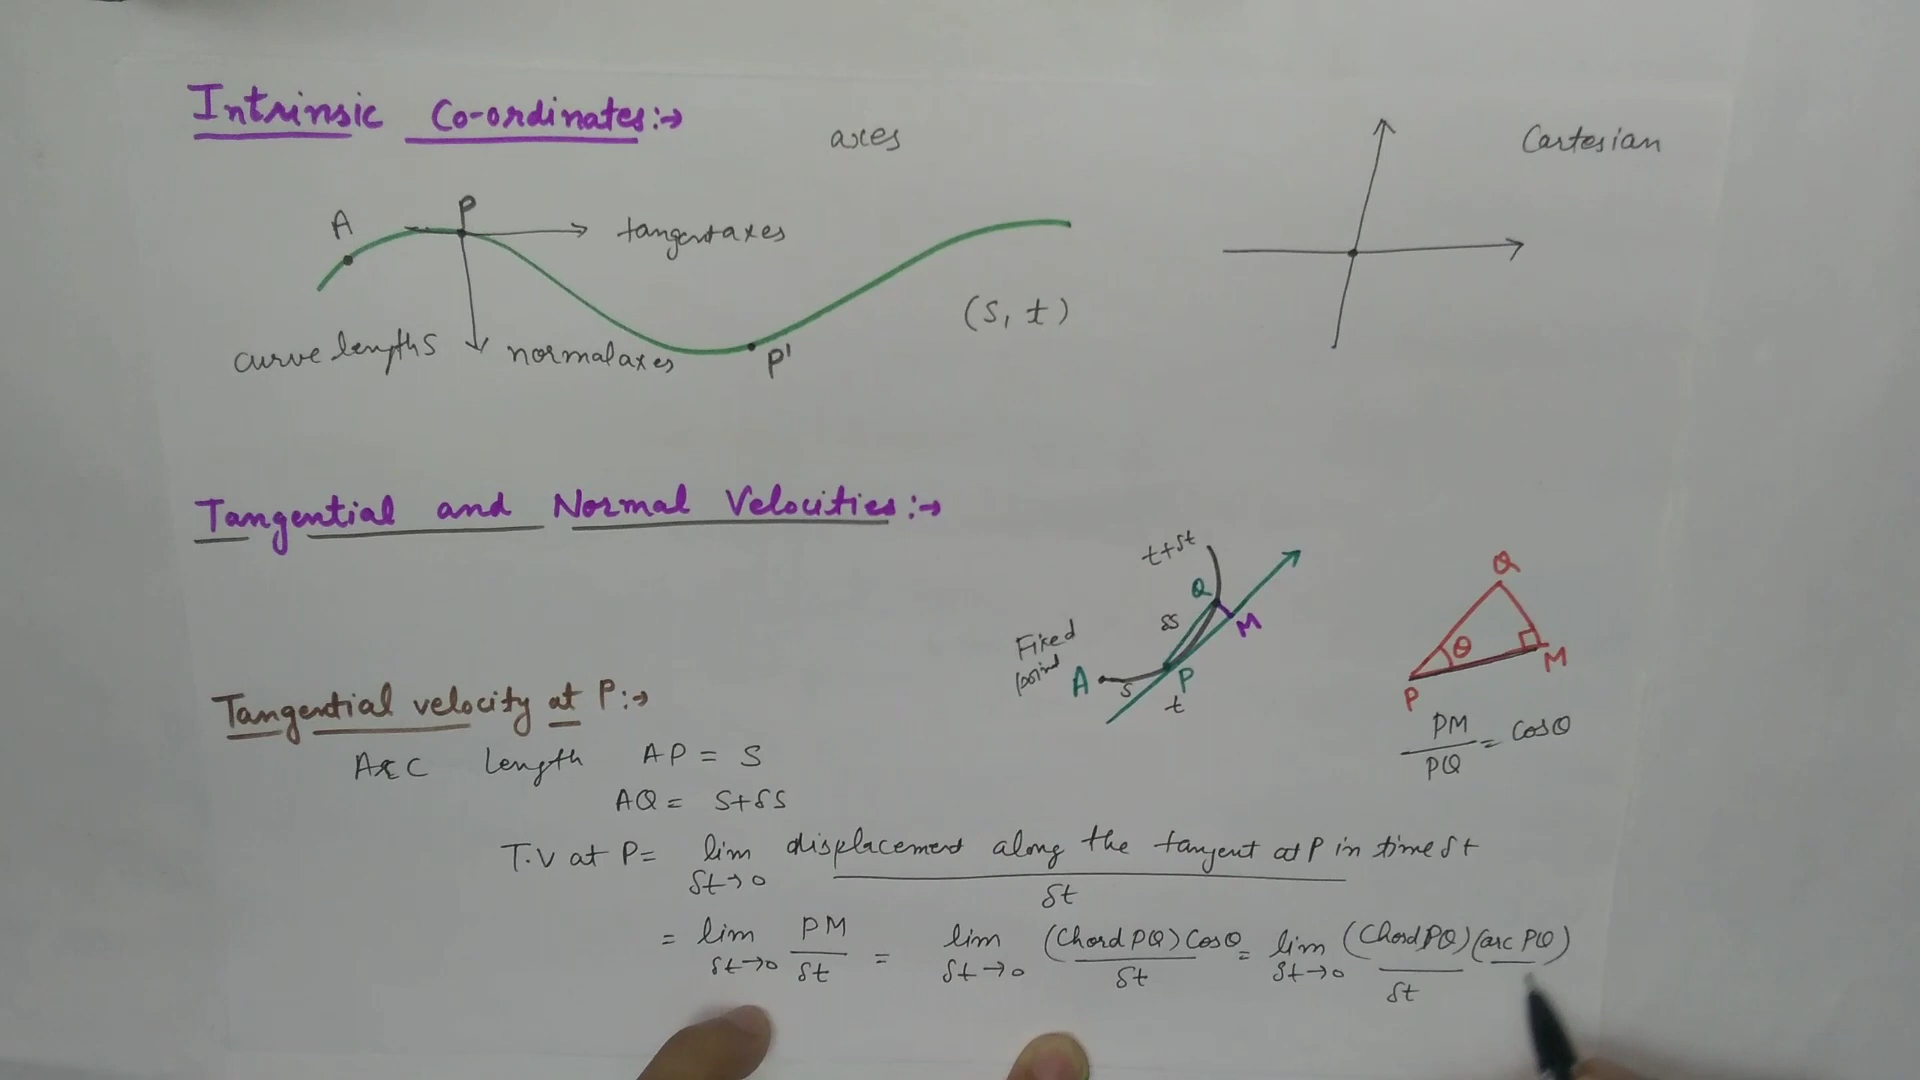 Intrinsic Co-ordinates:→
axes
Cartesian
A
P
tangent axes
(s, t)
curve length s
normal axes
P'
Tangential and Normal Velocities:→
t+δt
Q
δs
M
Fixed
point
A
s
P
t
Q
θ
M
P
PM/PQ = cosθ
Tangential velocity at P:→
Arc length AP = s
AQ = s+δs
T.V at P = lim displacement along the tangent at P in time δt
δt→0 δt
= lim PM = lim (Chord PQ) Cosθ = lim (Chord PQ) (arc PQ)
δt→0 δt δt→0 δt δt→0 δt